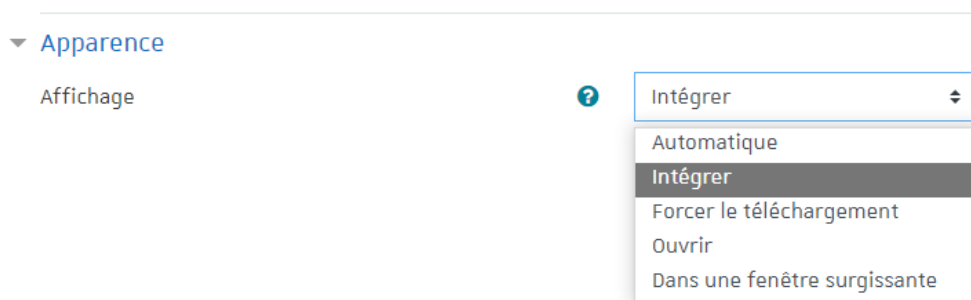 Apparence
Affichage
Intégrer
Automatique
Intégrer
Forcer le téléchargement
Ouvrir
Dans une fenêtre surgissante